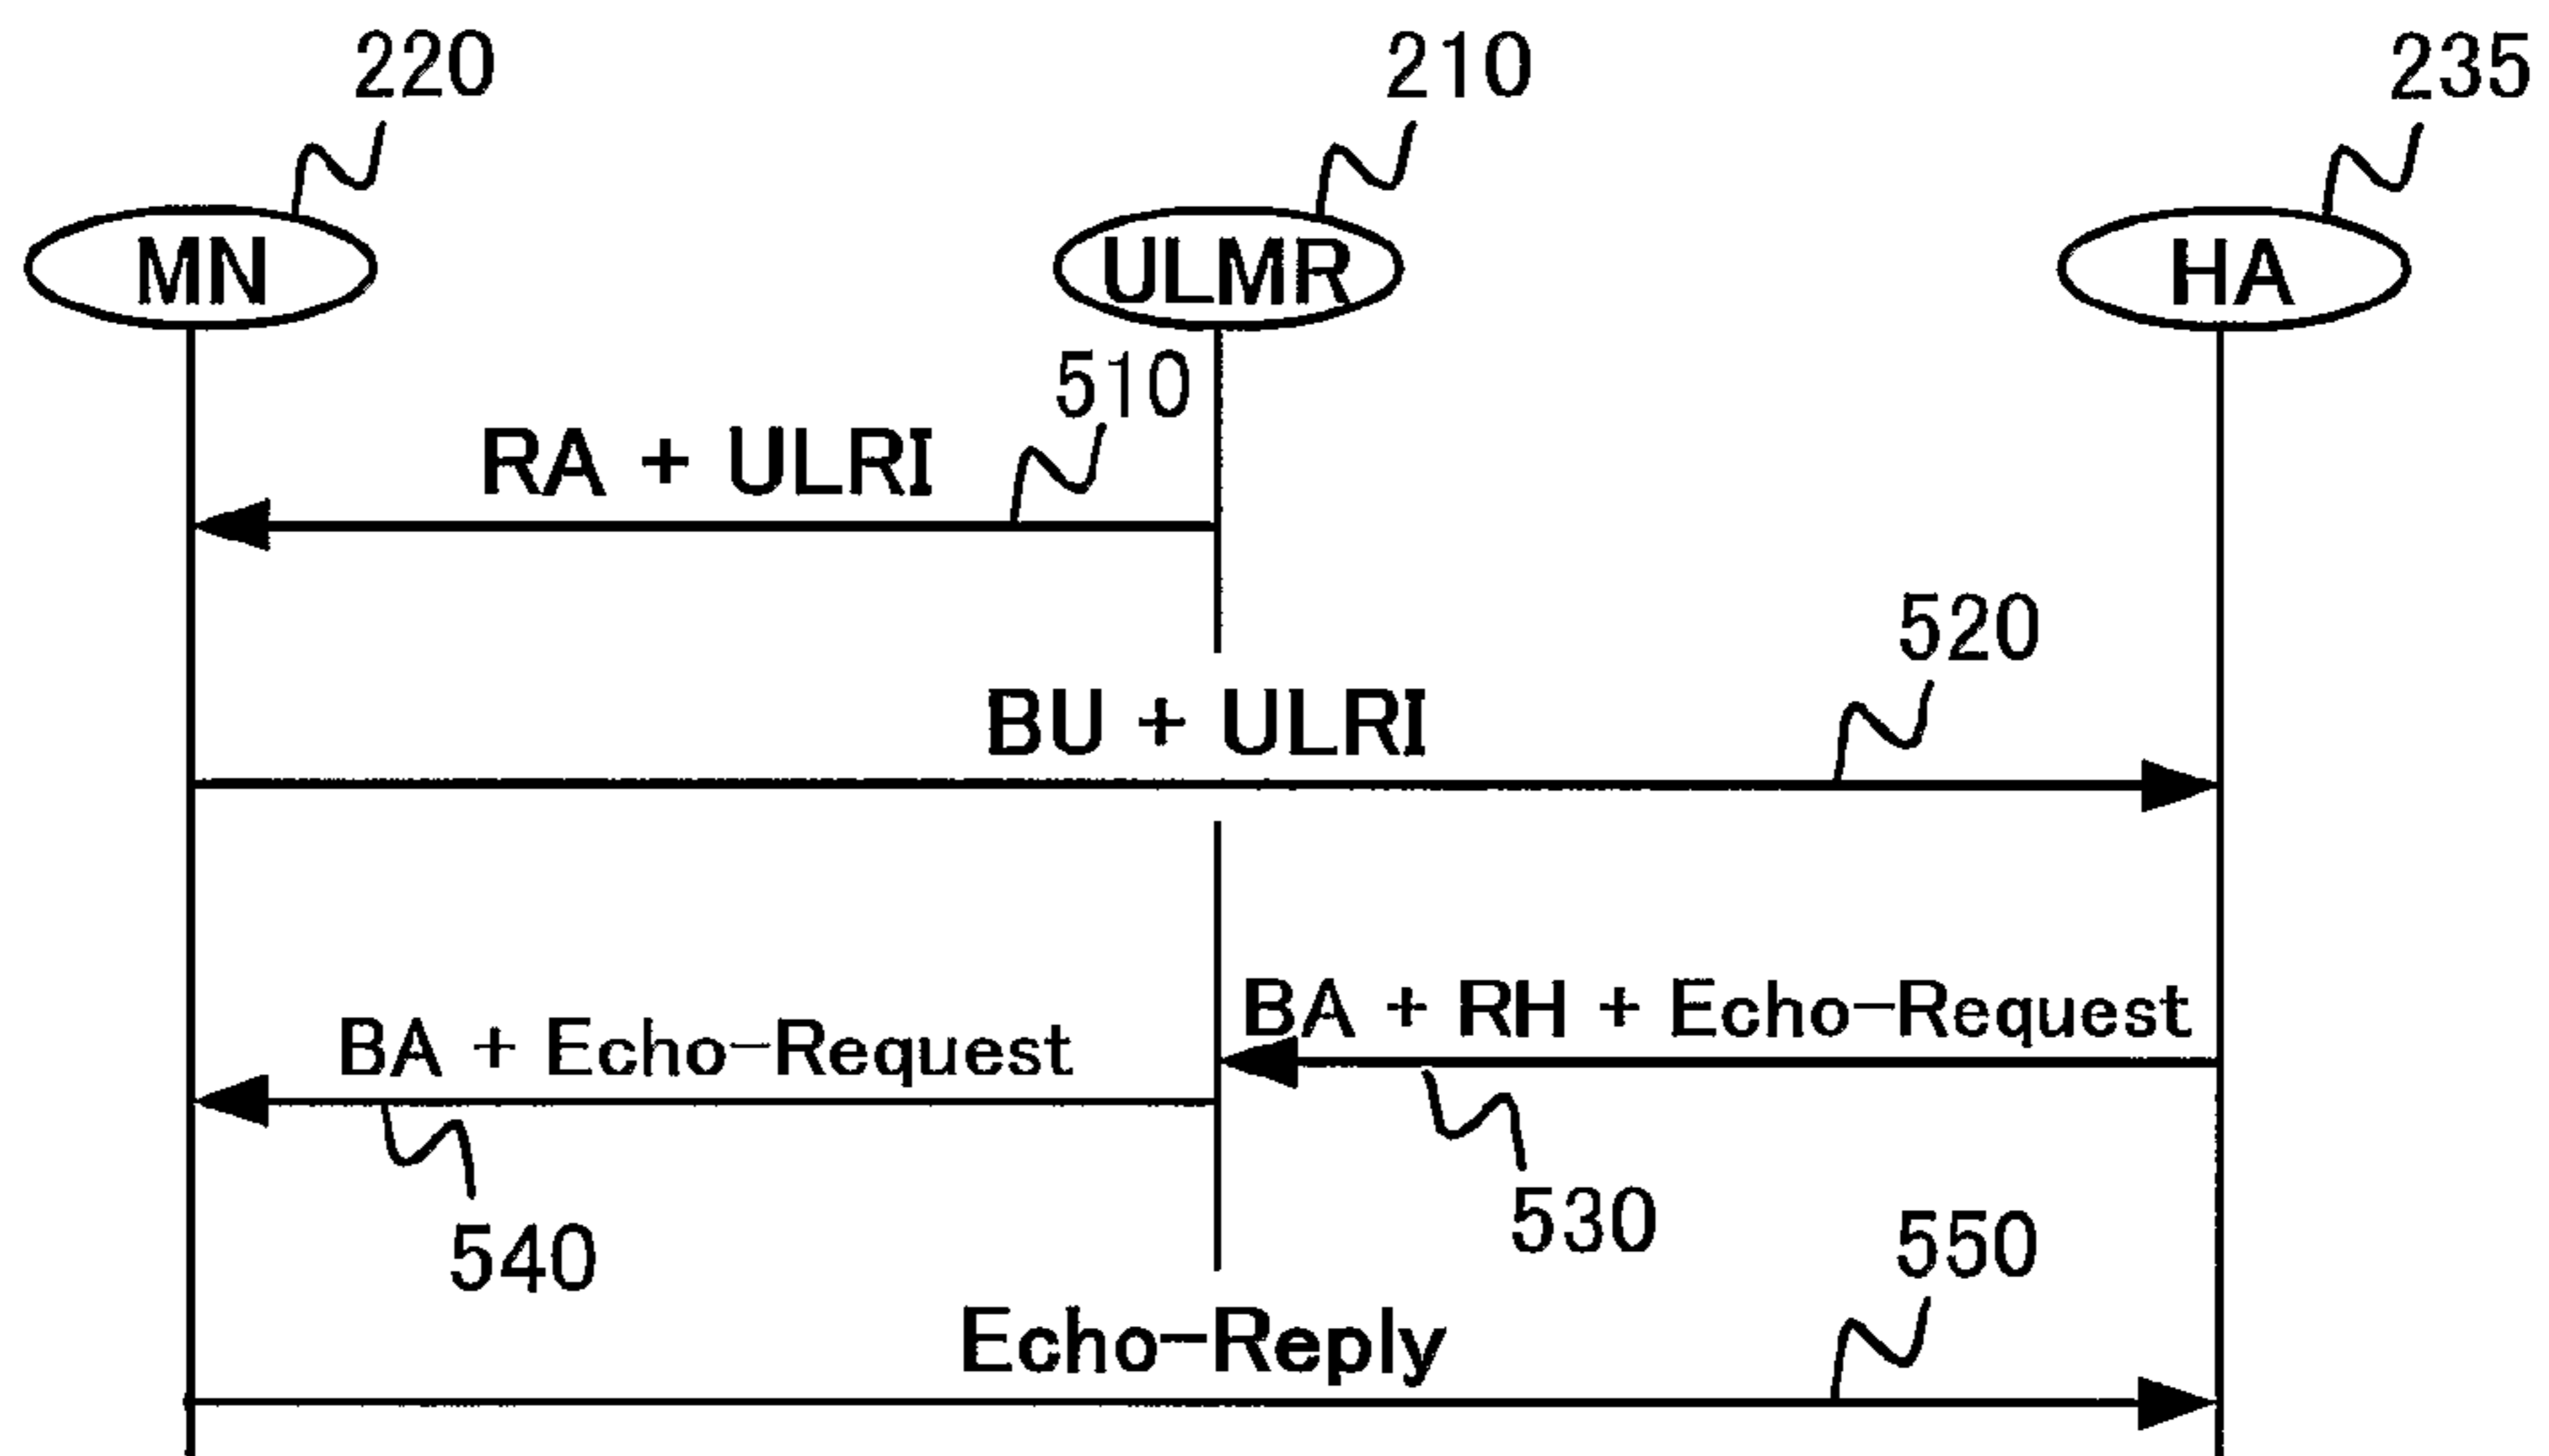 220
210
235
MN
ULMR
HA
510
RA + ULRI
520
BU + ULRI
BA + RH + Echo-Request
BA + Echo-Request
530
540
550
Echo-Reply